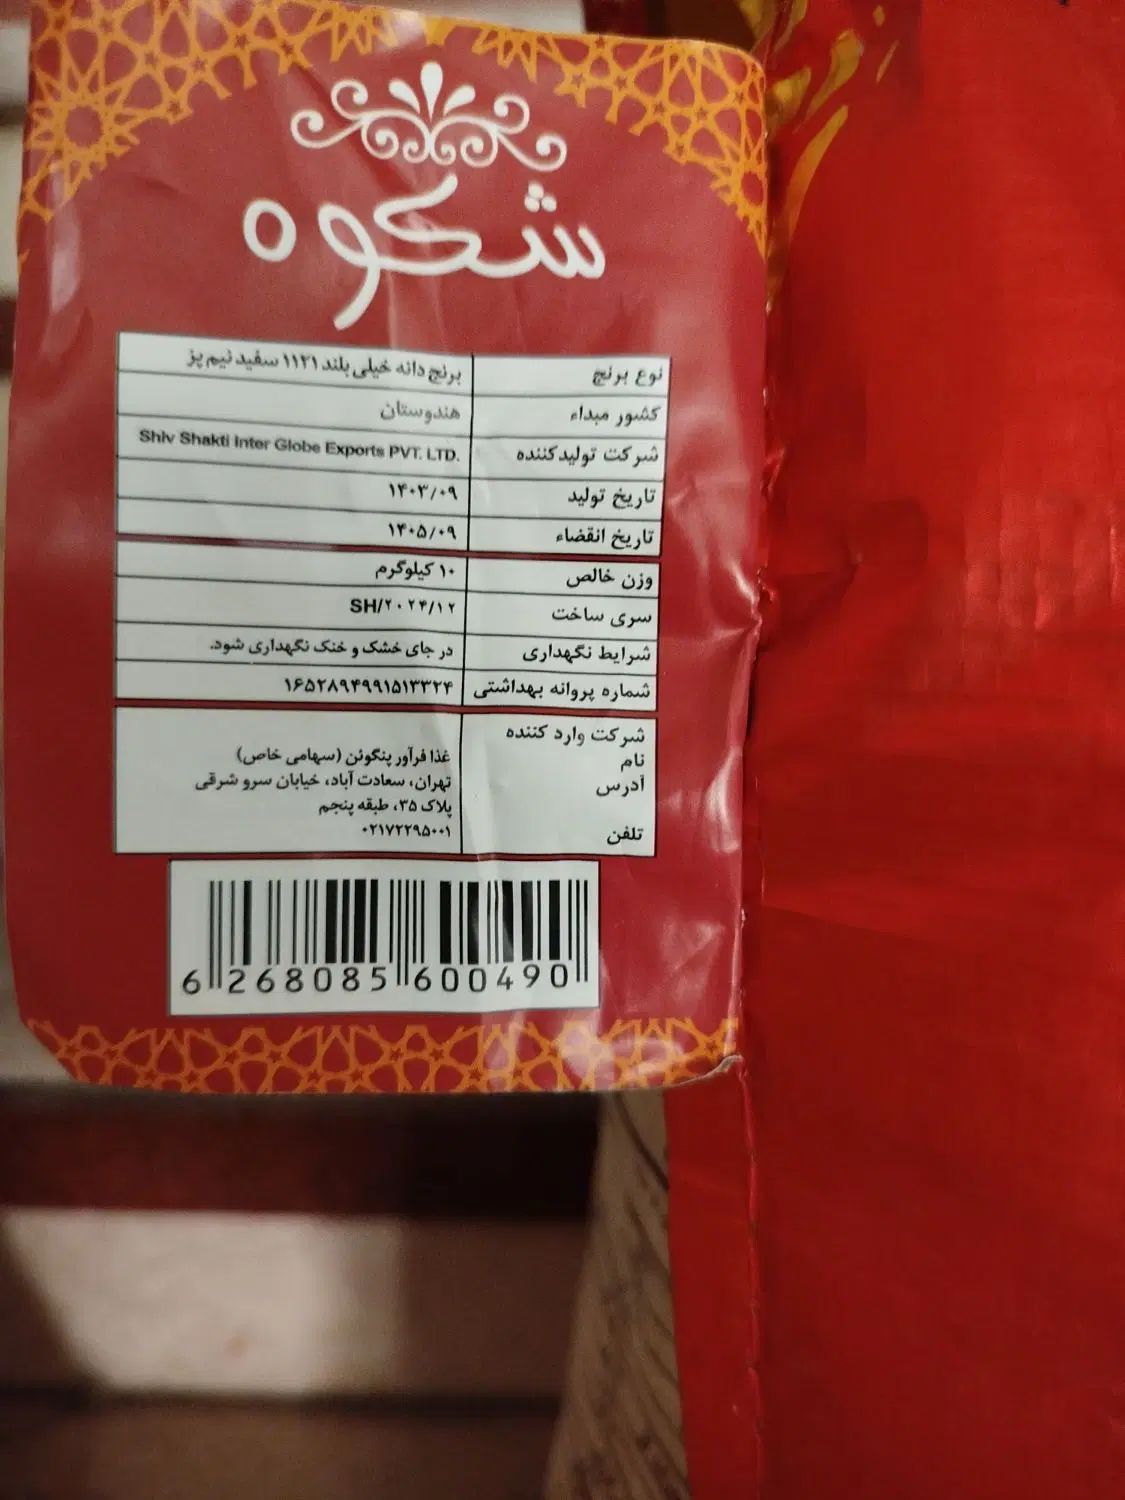 شکوه
نوع برنج برنج دانه خیلی بلند ۱۱۲۱ سفید نیم پز
کشور مبداء هندوستان
شرکت تولیدکننده Shiv Shakti Inter Globe Exports PVT. LTD.
تاریخ تولید ۱۴۰۳/۰۹
تاریخ انقضاء ۱۴۰۵/۰۹
وزن خالص ۱۰ کیلوگرم
سری ساخت SH/۲۰۲۴/۱۲
شرایط نگهداری در جای خشک و خنک نگهداری شود.
شماره پروانه بهداشتی ۱۶۵۲۸۹۴۹۹۱۵۱۳۳۲۴
شرکت وارد کننده
نام غذا فرآور پنگوئن (سهامی خاص)
آدرس تهران، سعادت آباد، خیابان سرو شرقی
پلاک ۳۵، طبقه پنجم
تلفن ۰۲۱۷۲۲۹۵۰۰۱
6 268085 600490